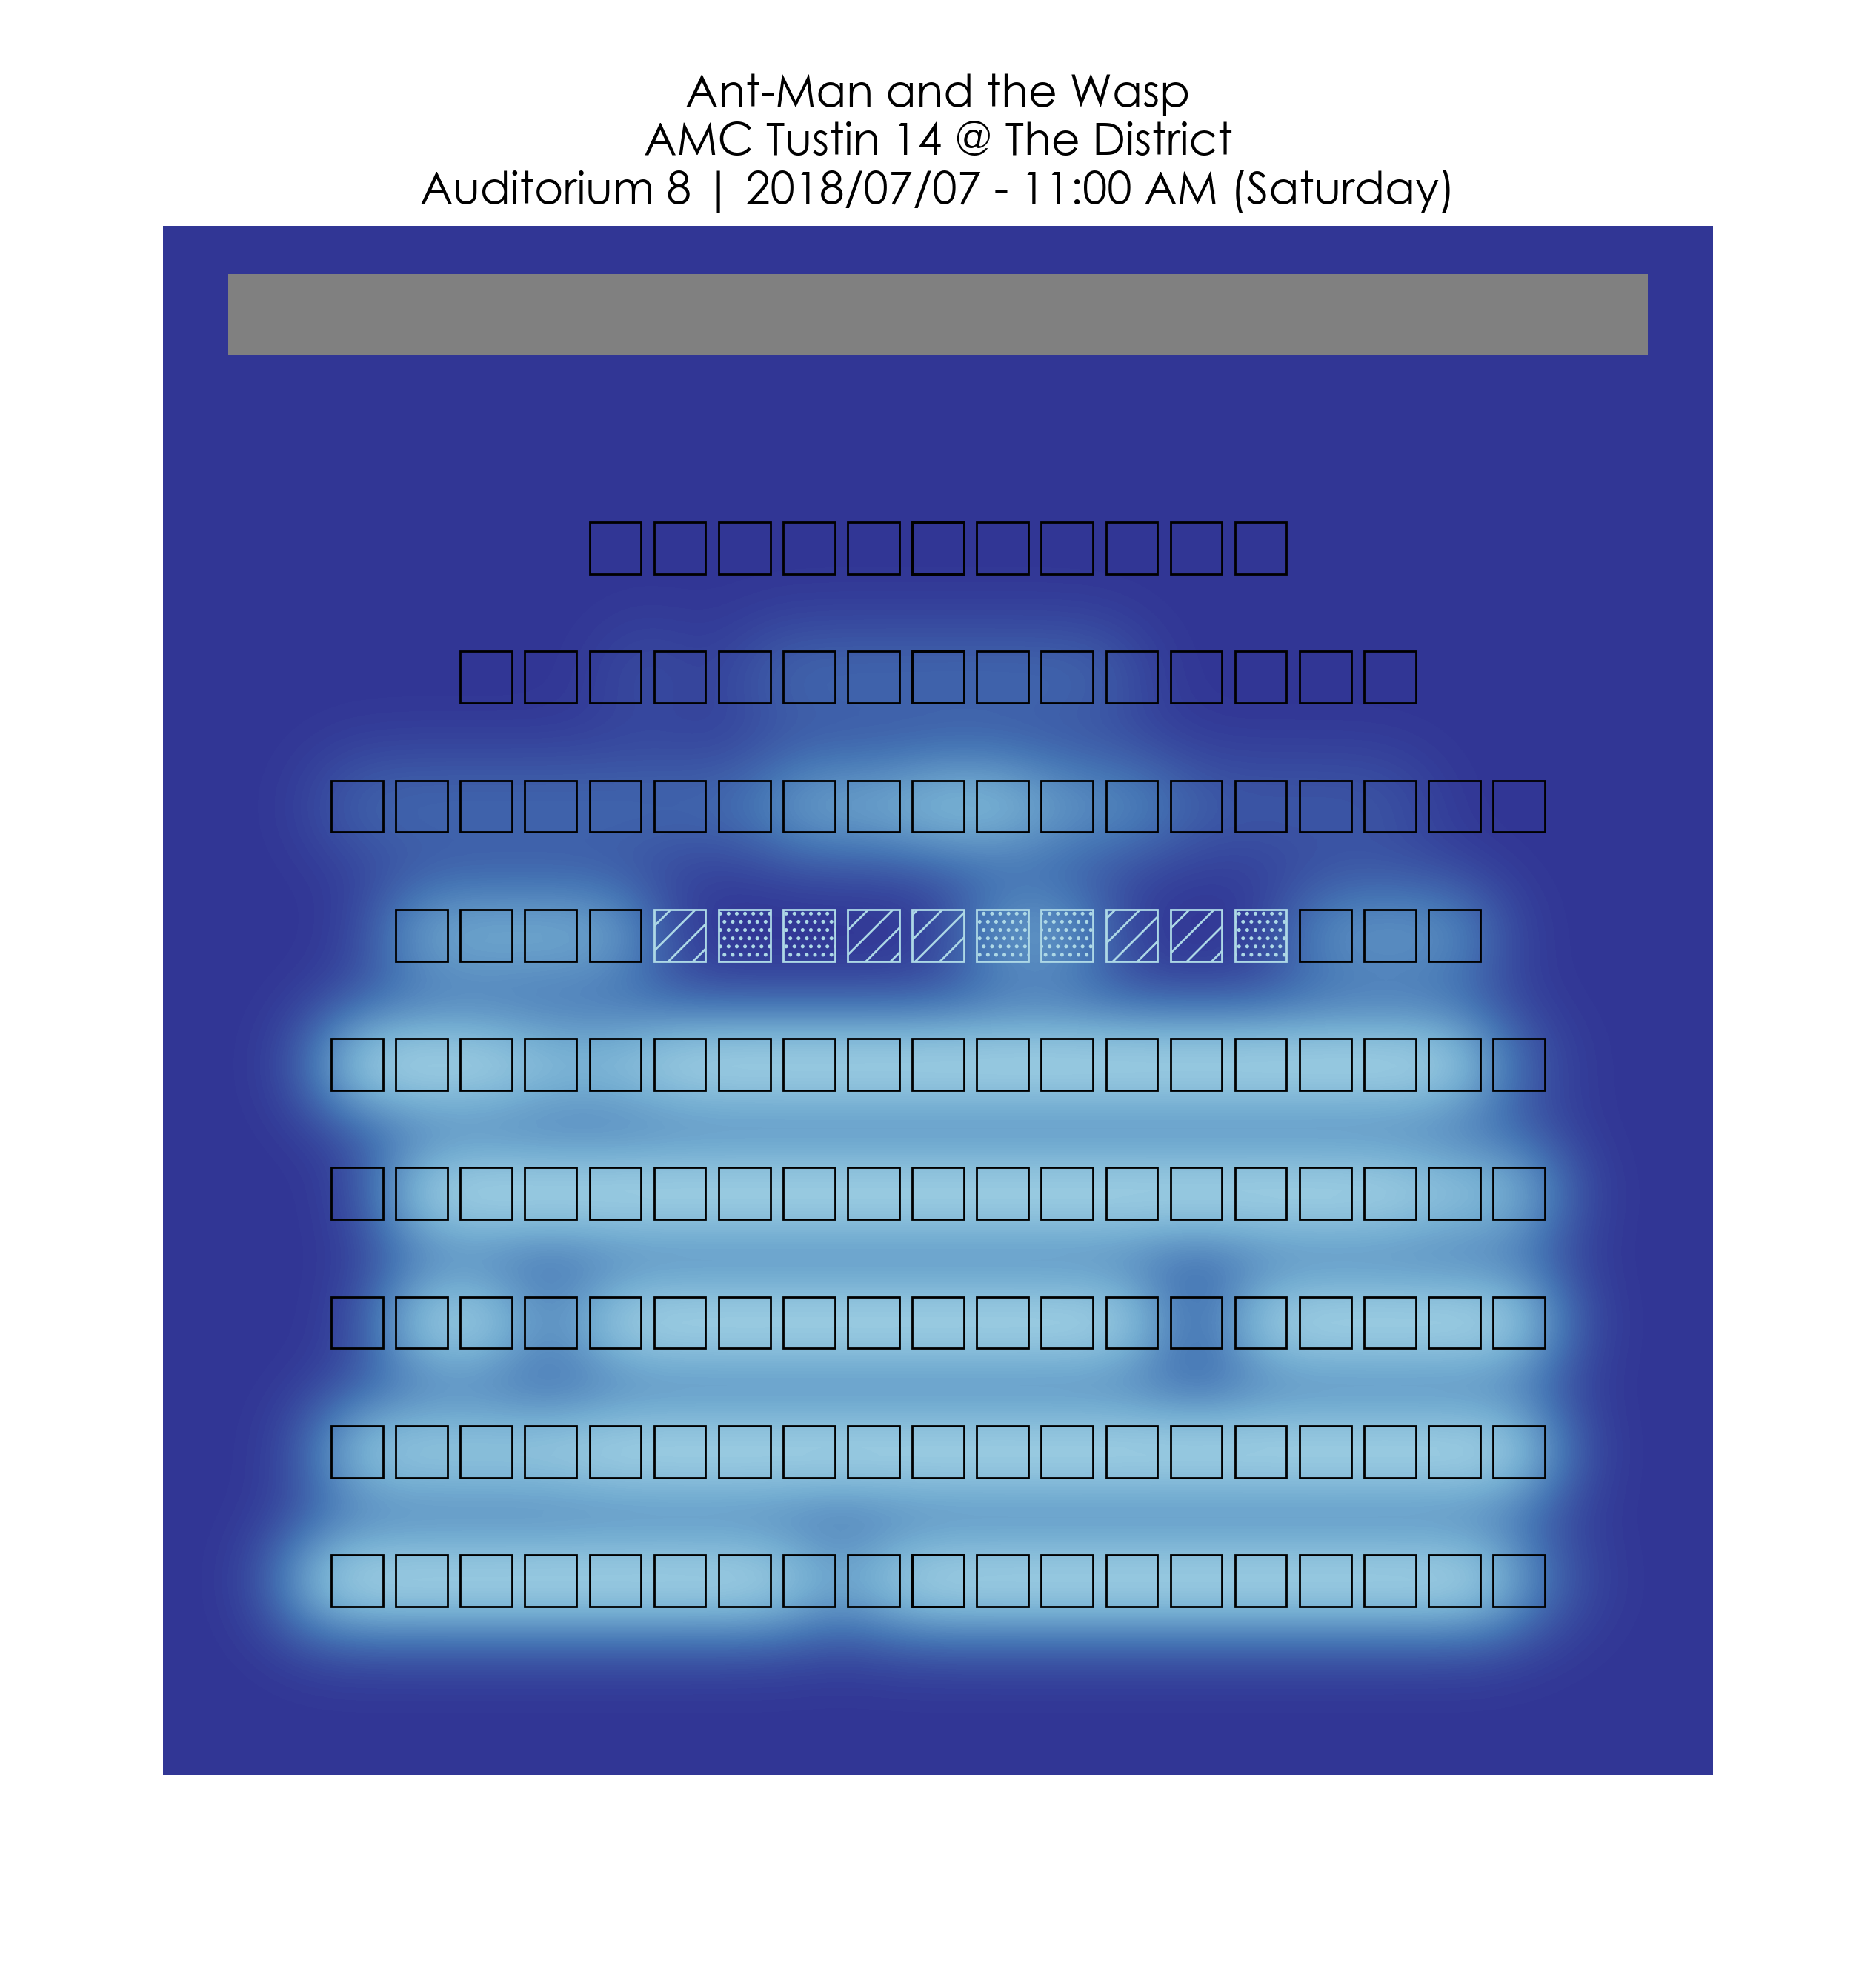 Ant-Man and the Wasp
AMC Tustin 14 @ The District
Auditorium 8 | 2018/07/07 - 11:00 AM (Saturday)